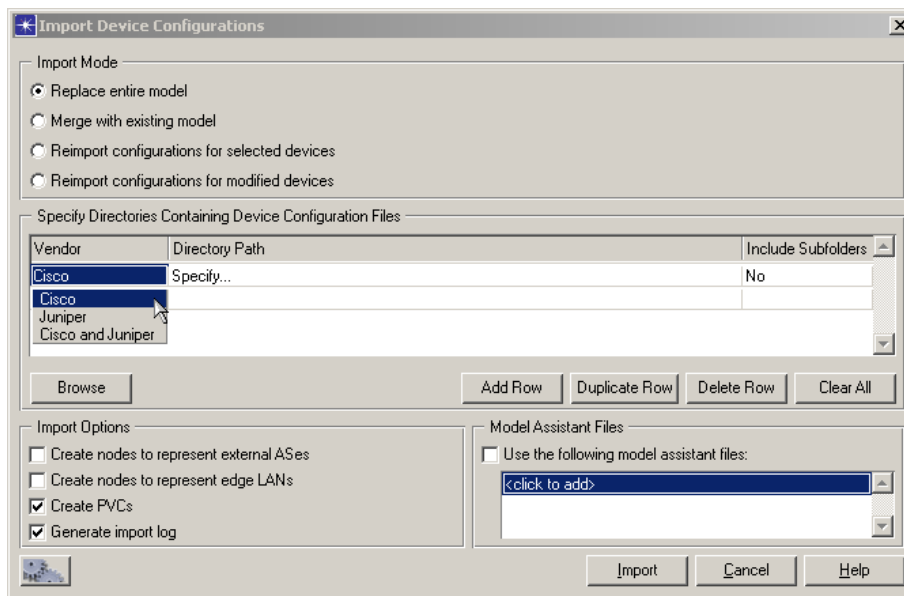 Import Device Configurations
Import Mode
Replace entire model
Merge with existing model
Reimport configurations for selected devices
Reimport configurations for modified devices
Specify Directories Containing Device Configuration Files
Vendor Directory Path Include Subfolders
Cisco Specify... No
Cisco
Juniper
Cisco and Juniper
Browse Add Row Duplicate Row Delete Row Clear All
Import Options
Create nodes to represent external ASes
Create nodes to represent edge LANs
Create PVCs
Generate import log
Model Assistant Files
Use the following model assistant files:
<click to add>
Import Cancel Help